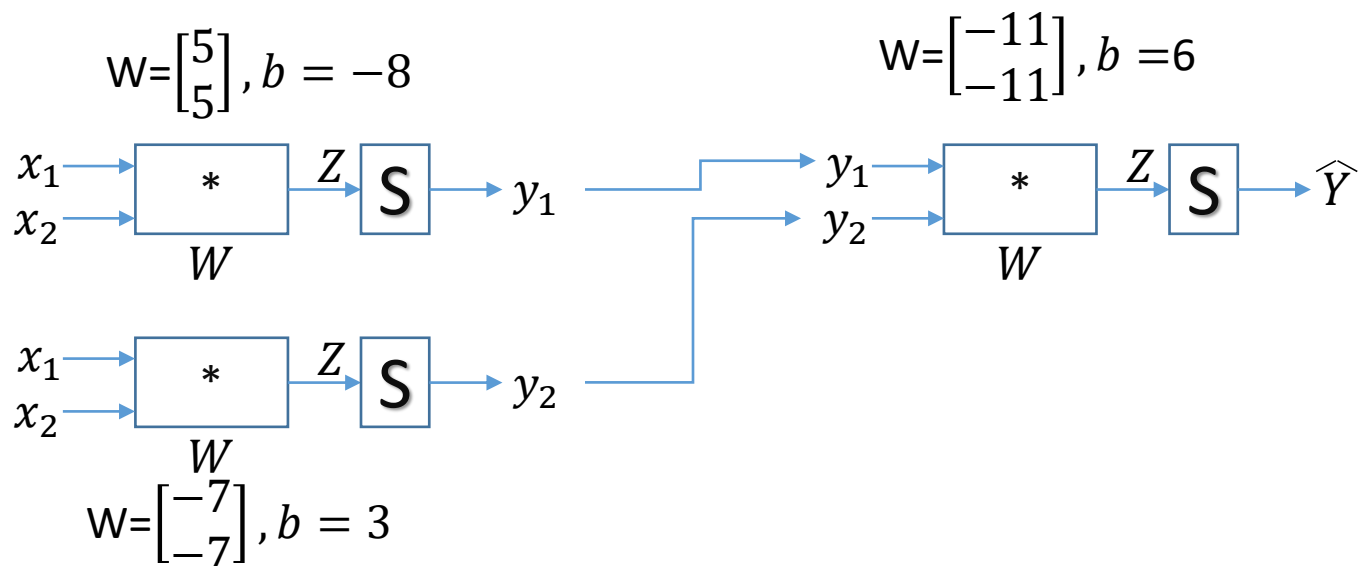 W=[5 5], b = −8
W=[−11 −11], b =6
x₁ * Z S y₁ y₁ * Z S Ŷ
x₂ y₂
W W
x₁ * Z S y₂
x₂
W
W=[−7 −7], b = 3